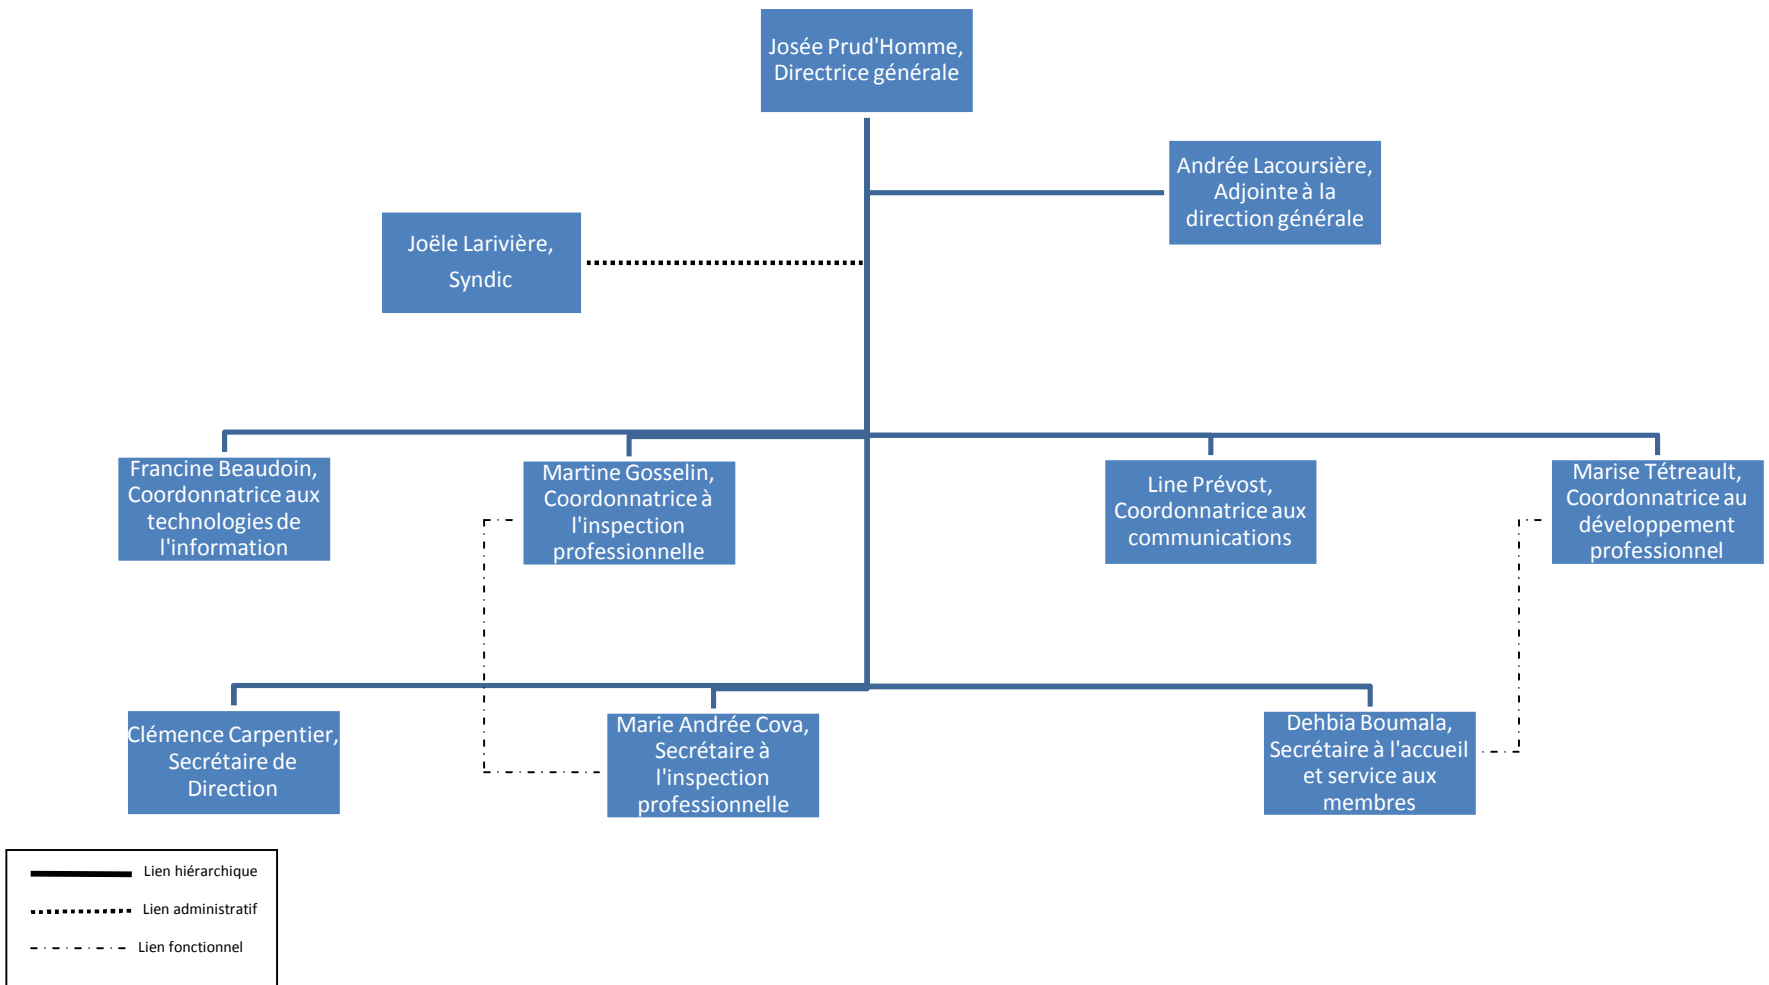 Josée Prud'Homme,
Directrice générale
Andrée Lacoursière,
Adjointe à la
direction générale
Joële Larivière,
Syndic
Francine Beaudoin,
Coordonnatrice aux
technologies de
l'information
Martine Gosselin,
Coordonnatrice à
l'inspection
professionnelle
Line Prévost,
Coordonnatrice aux
communications
Marise Tétreault,
Coordonnatrice au
développement
professionnel
Clémence Carpentier,
Secrétaire de
Direction
Marie Andrée Cova,
Secrétaire à
l'inspection
professionnelle
Dehbia Boumala,
Secrétaire à l'accueil
et service aux
membres
Lien hiérarchique
Lien administratif
Lien fonctionnel